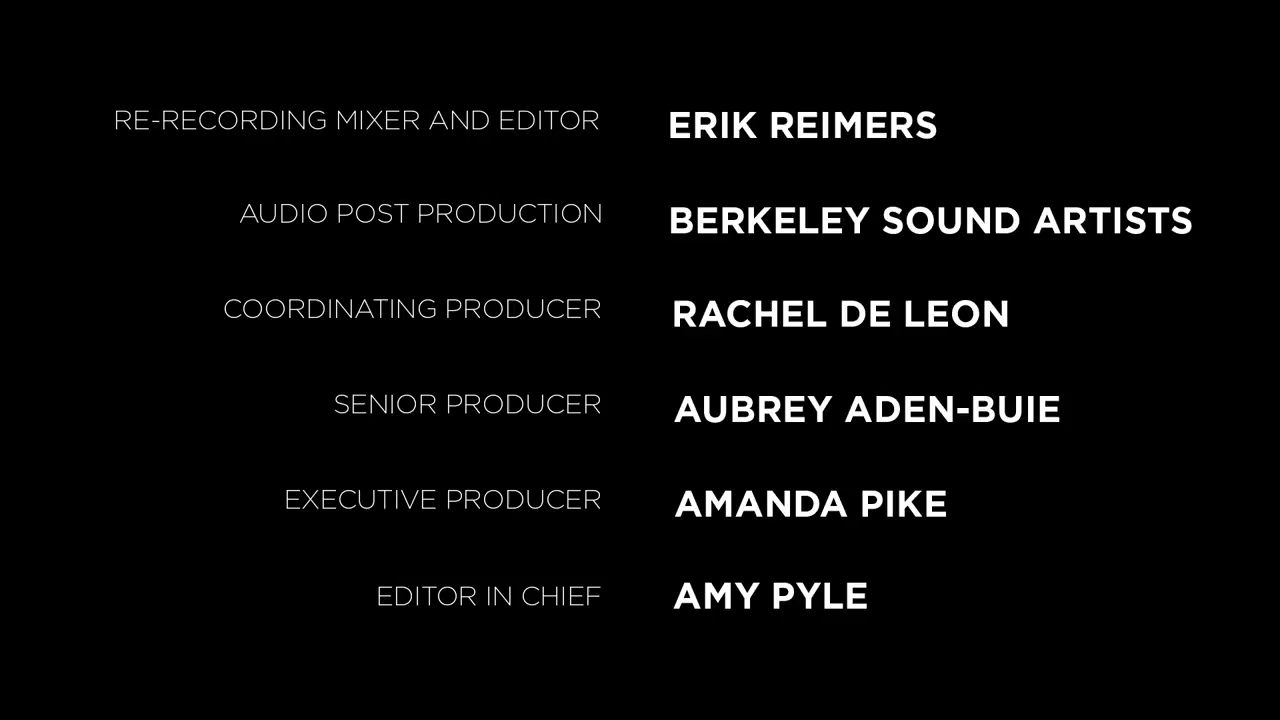 RE-RECORDING MIXER AND EDITOR ERIK REIMERS
AUDIO POST PRODUCTION BERKELEY SOUND ARTISTS
COORDINATING PRODUCER RACHEL DE LEON
SENIOR PRODUCER AUBREY ADEN-BUIE
EXECUTIVE PRODUCER AMANDA PIKE
EDITOR IN CHIEF AMY PYLE